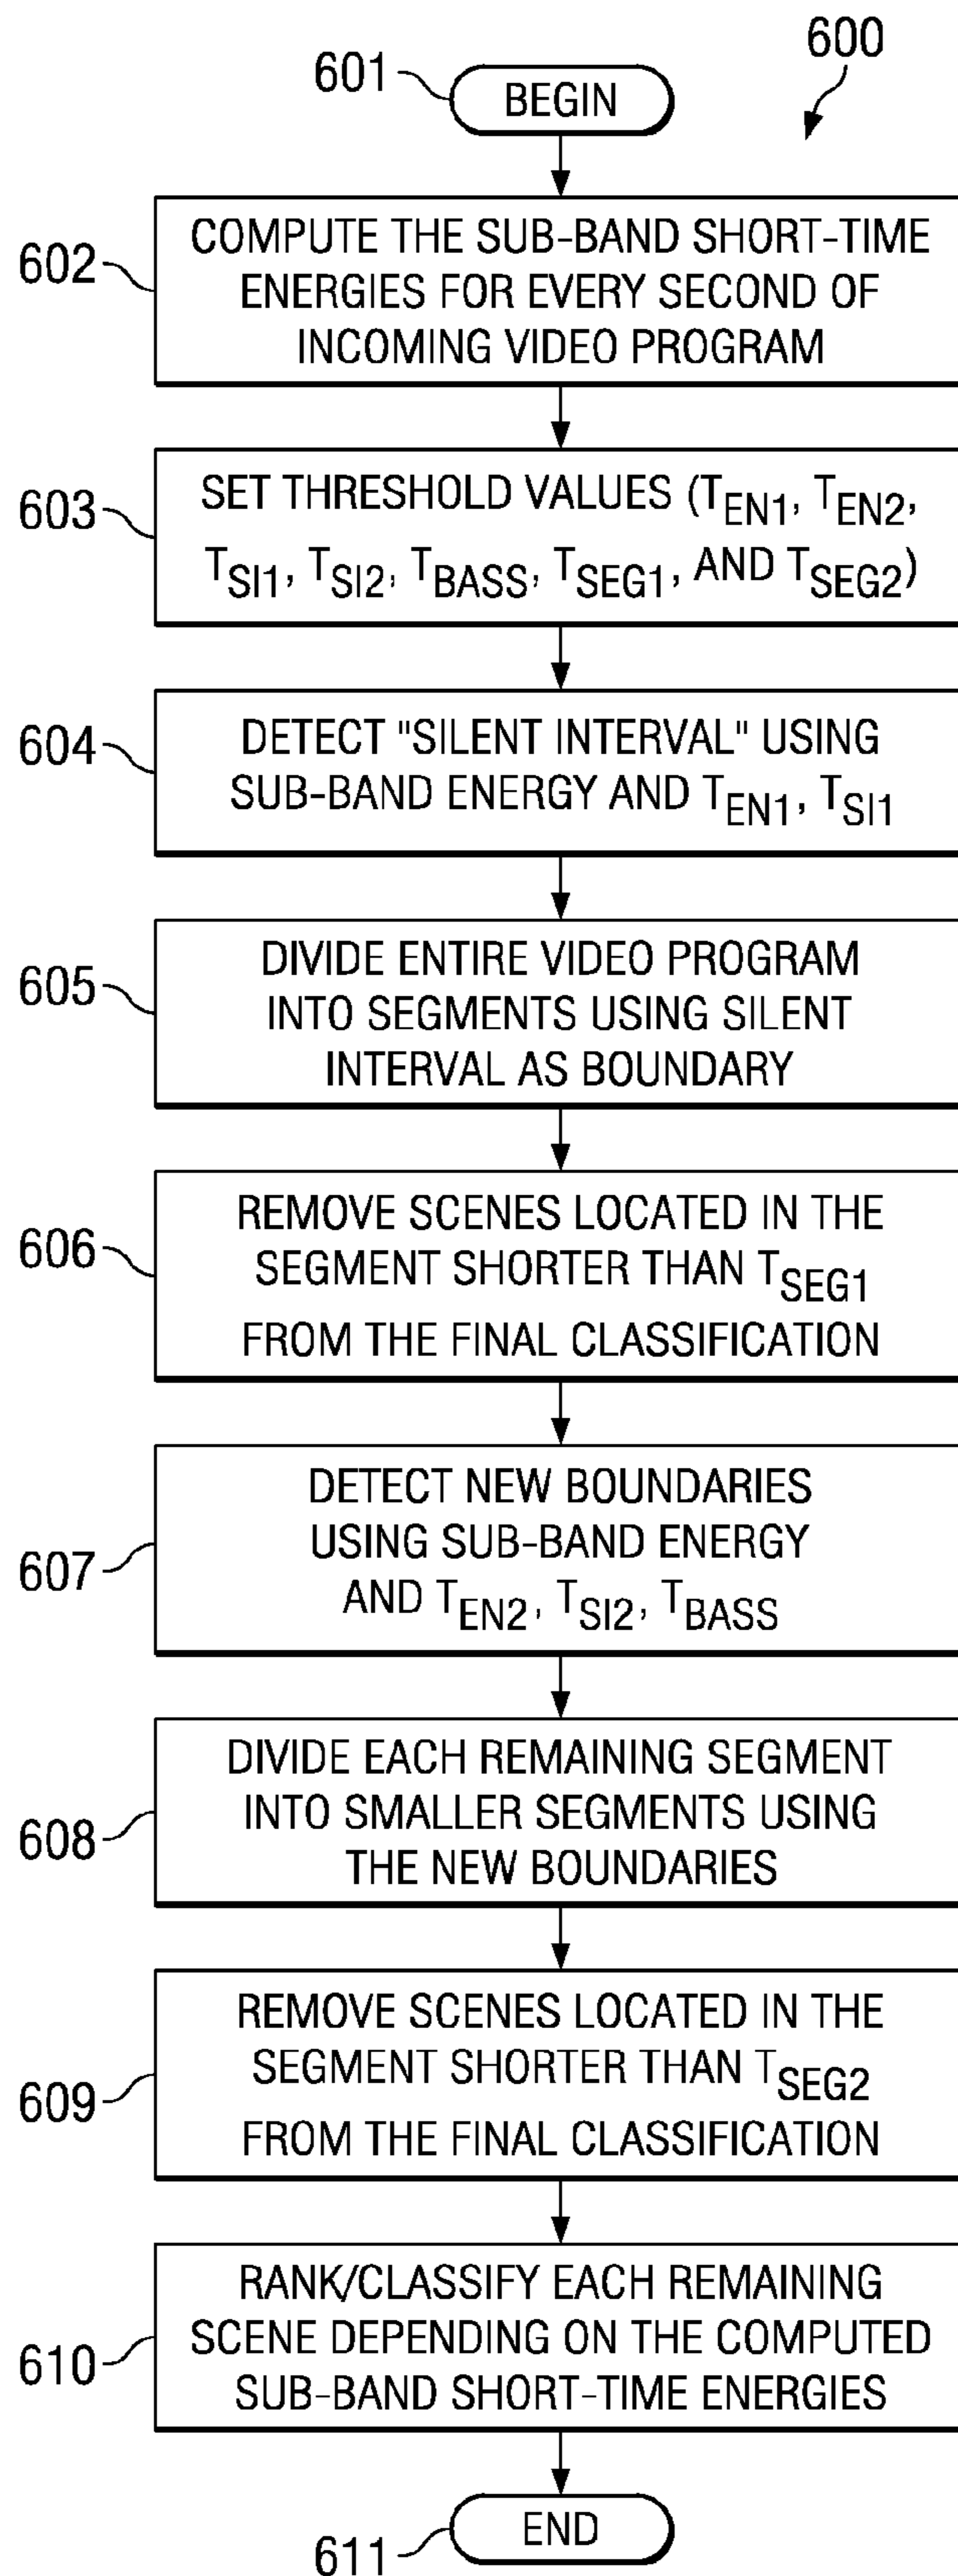 600
601
BEGIN
602
COMPUTE THE SUB-BAND SHORT-TIME
ENERGIES FOR EVERY SECOND OF
INCOMING VIDEO PROGRAM
603
SET THRESHOLD VALUES (TEN1, TEN2,
TSI1, TSI2, TBASS, TSEG1, AND TSEG2)
604
DETECT "SILENT INTERVAL" USING
SUB-BAND ENERGY AND TEN1, TSI1
605
DIVIDE ENTIRE VIDEO PROGRAM
INTO SEGMENTS USING SILENT
INTERVAL AS BOUNDARY
606
REMOVE SCENES LOCATED IN THE
SEGMENT SHORTER THAN TSEG1
FROM THE FINAL CLASSIFICATION
607
DETECT NEW BOUNDARIES
USING SUB-BAND ENERGY
AND TEN2, TSI2, TBASS
608
DIVIDE EACH REMAINING SEGMENT
INTO SMALLER SEGMENTS USING
THE NEW BOUNDARIES
609
REMOVE SCENES LOCATED IN THE
SEGMENT SHORTER THAN TSEG2
FROM THE FINAL CLASSIFICATION
610
RANK/CLASSIFY EACH REMAINING
SCENE DEPENDING ON THE COMPUTED
SUB-BAND SHORT-TIME ENERGIES
611
END